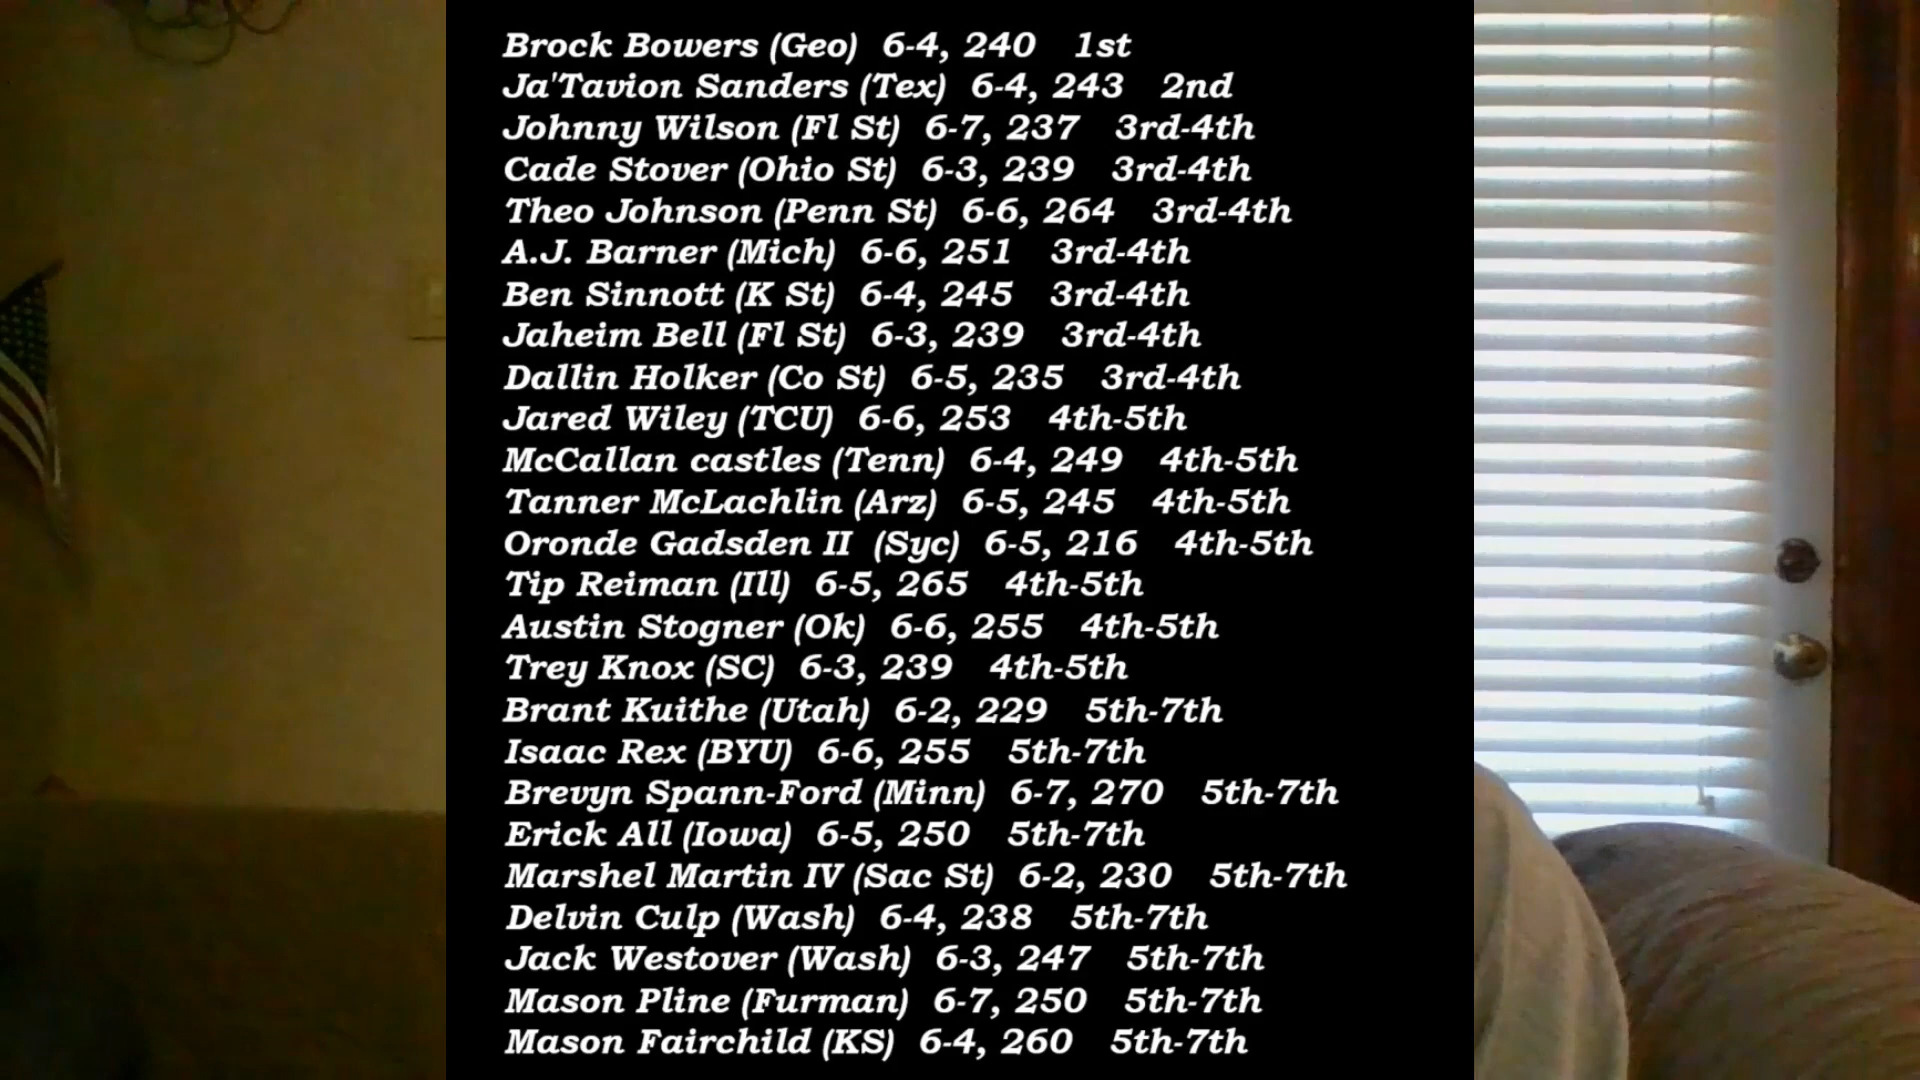 Brock Bowers (Geo) 6-4, 240 1st
Ja'Tavion Sanders (Tex) 6-4, 243 2nd
Johnny Wilson (Fl St) 6-7, 237 3rd-4th
Cade Stover (Ohio St) 6-3, 239 3rd-4th
Theo Johnson (Penn St) 6-6, 264 3rd-4th
A.J. Barner (Mich) 6-6, 251 3rd-4th
Ben Sinnott (K St) 6-4, 245 3rd-4th
Jaheim Bell (Fl St) 6-3, 239 3rd-4th
Dallin Holker (Co St) 6-5, 235 3rd-4th
Jared Wiley (TCU) 6-6, 253 4th-5th
McCallan castles (Tenn) 6-4, 249 4th-5th
Tanner McLachlin (Arz) 6-5, 245 4th-5th
Oronde Gadsden II (Syc) 6-5, 216 4th-5th
Tip Reiman (Ill) 6-5, 265 4th-5th
Austin Stogner (Ok) 6-6, 255 4th-5th
Trey Knox (SC) 6-3, 239 4th-5th
Brant Kuithe (Utah) 6-2, 229 5th-7th
Isaac Rex (BYU) 6-6, 255 5th-7th
Brevyn Spann-Ford (Minn) 6-7, 270 5th-7th
Erick All (Iowa) 6-5, 250 5th-7th
Marshel Martin IV (Sac St) 6-2, 230 5th-7th
Delvin Culp (Wash) 6-4, 238 5th-7th
Jack Westover (Wash) 6-3, 247 5th-7th
Mason Pline (Furman) 6-7, 250 5th-7th
Mason Fairchild (KS) 6-4, 260 5th-7th